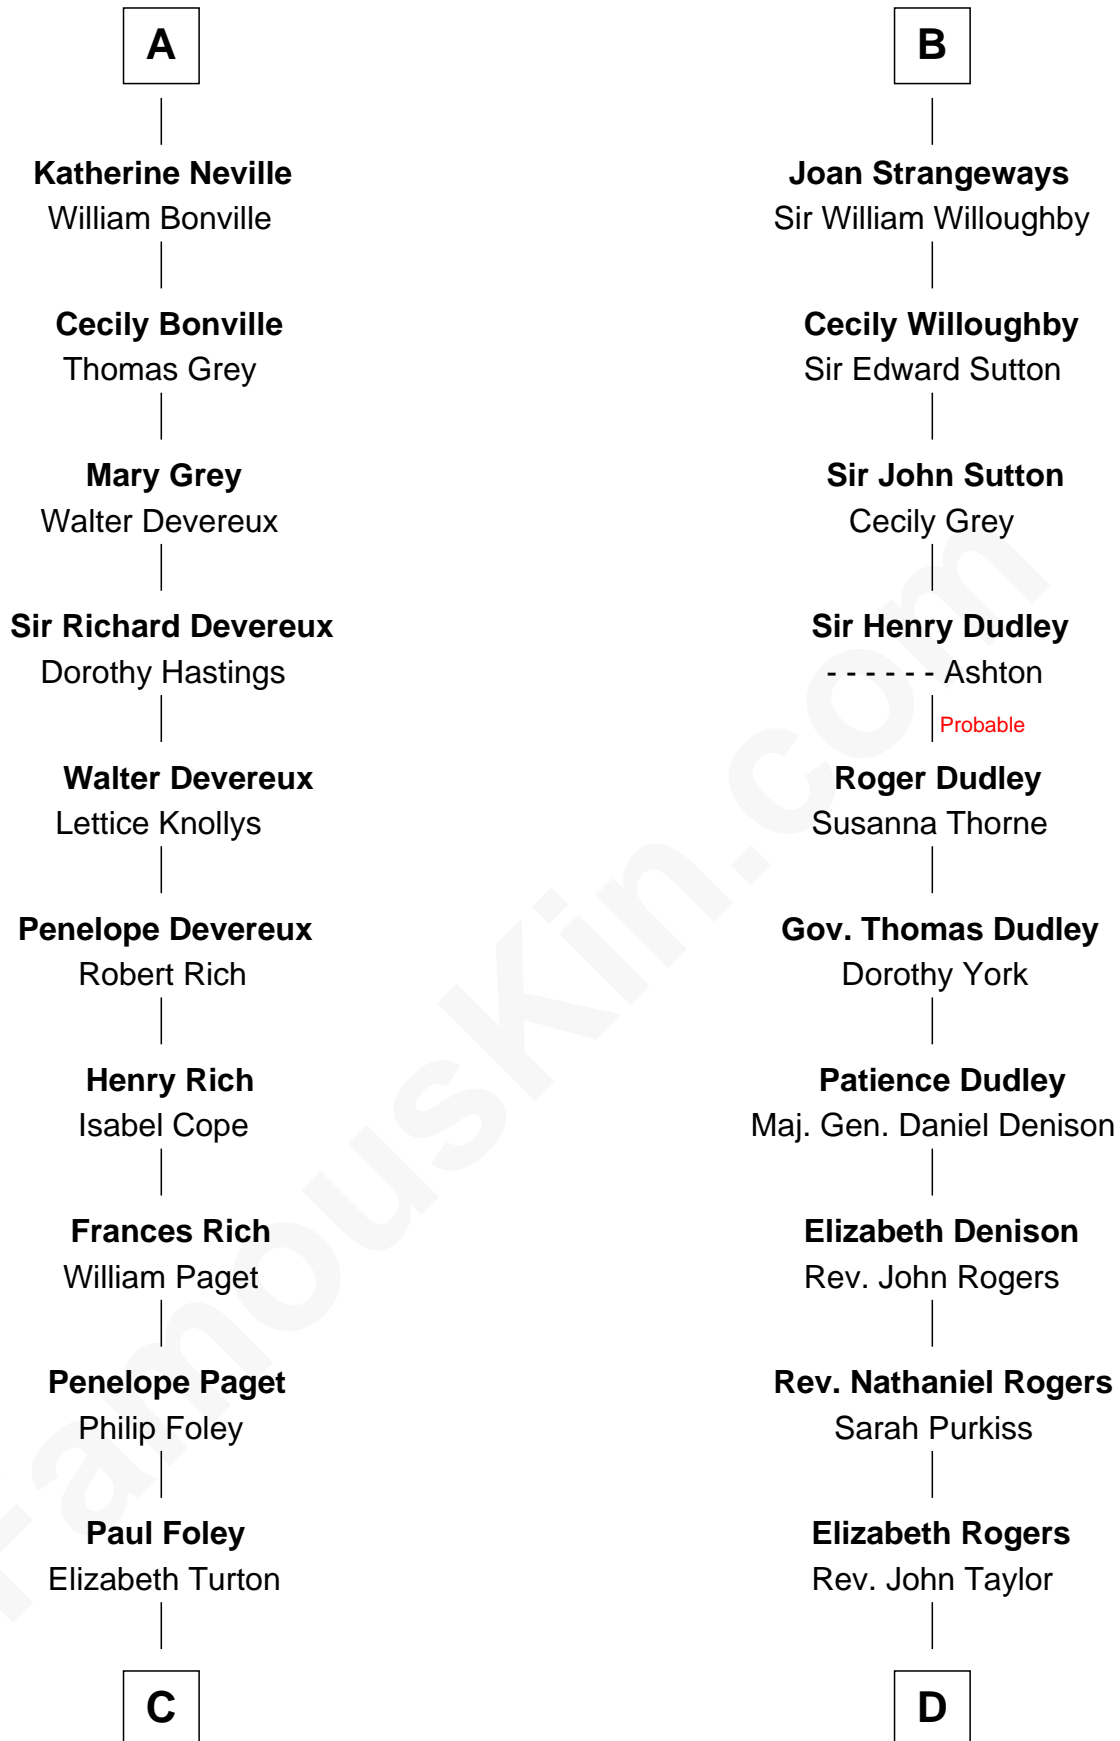 A
Katherine Neville
William Bonville
Cecily Bonville
Thomas Grey
Mary Grey
Walter Devereux
Sir Richard Devereux
Dorothy Hastings
Walter Devereux
Lettice Knollys
Penelope Devereux
Robert Rich
Henry Rich
Isabel Cope
Frances Rich
William Paget
Penelope Paget
Philip Foley
Paul Foley
Elizabeth Turton
C
B
Joan Strangeways
Sir William Willoughby
Cecily Willoughby
Sir Edward Sutton
Sir John Sutton
Cecily Grey
Sir Henry Dudley
- - - - - - Ashton
Probable
Roger Dudley
Susanna Thorne
Gov. Thomas Dudley
Dorothy York
Patience Dudley
Maj. Gen. Daniel Denison
Elizabeth Denison
Rev. John Rogers
Rev. Nathaniel Rogers
Sarah Purkiss
Elizabeth Rogers
Rev. John Taylor
D
FamousKin.com